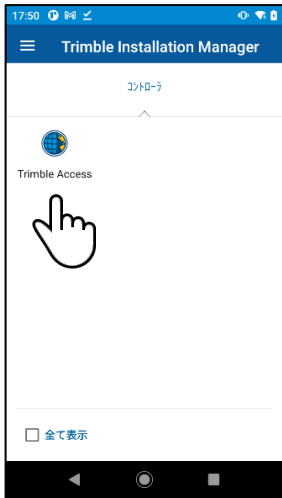 17:50
Trimble Installation Manager
ｺﾝﾄﾛｰﾗ
Trimble Access
全て表示